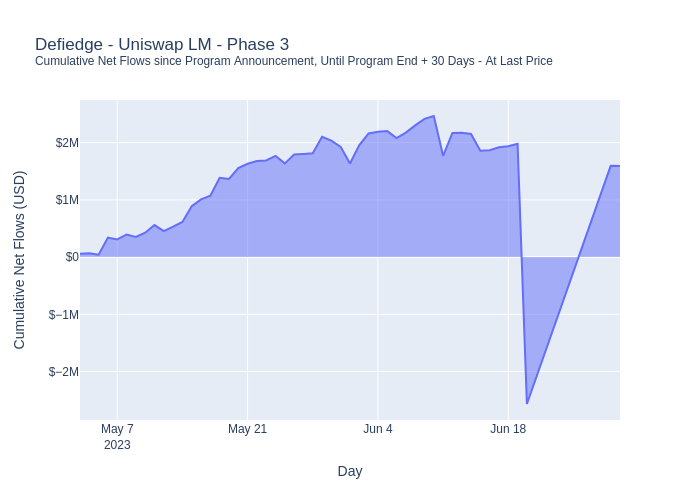 Defiedge - Uniswap LM - Phase 3
Cumulative Net Flows since Program Announcement, Until Program End + 30 Days - At Last Price
Cumulative Net Flows (USD)
$2M
$1M
$0
$−1M
$−2M
May 7
2023
May 21
Jun 4
Jun 18
Day